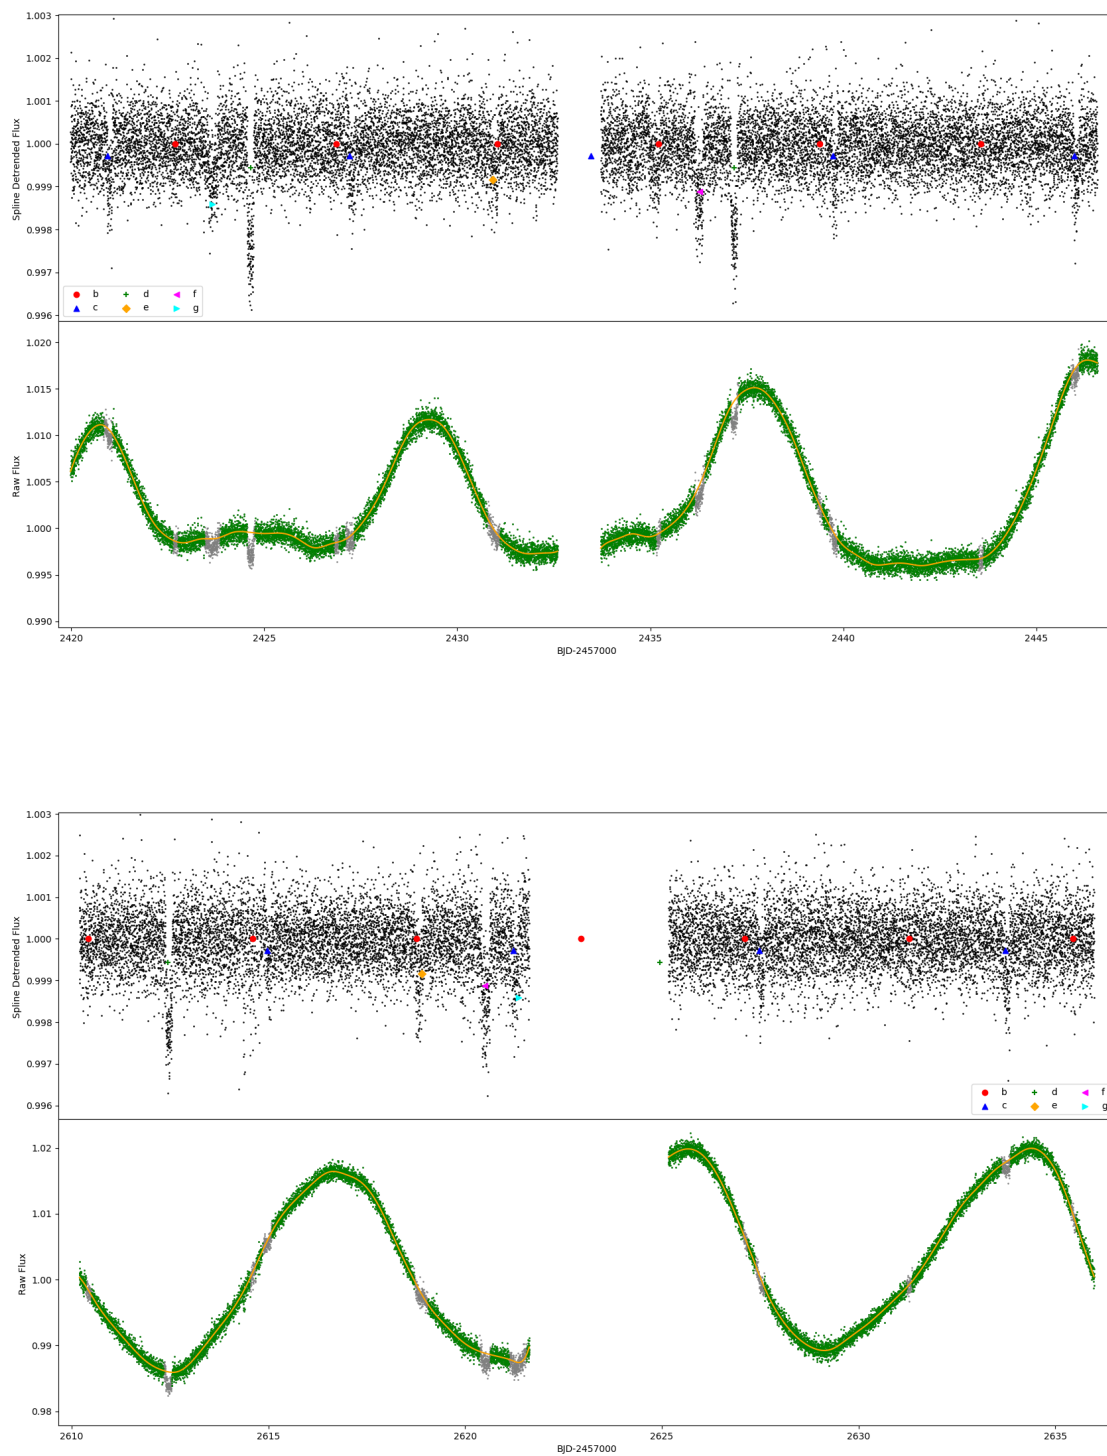 1.003
1.002
1.001
1.000
0.999
0.998
0.997
0.996
Spline Detrended Flux
b d f
c e g
1.020
1.015
1.010
1.005
1.000
0.995
0.990
Raw Flux
2420 2425 2430 2435 2440 2445
BJD-2457000
1.003
1.002
1.001
1.000
0.999
0.998
0.997
0.996
Spline Detrended Flux
b d f
c e g
1.02
1.01
1.00
0.99
0.98
Raw Flux
2610 2615 2620 2625 2630 2635
BJD-2457000